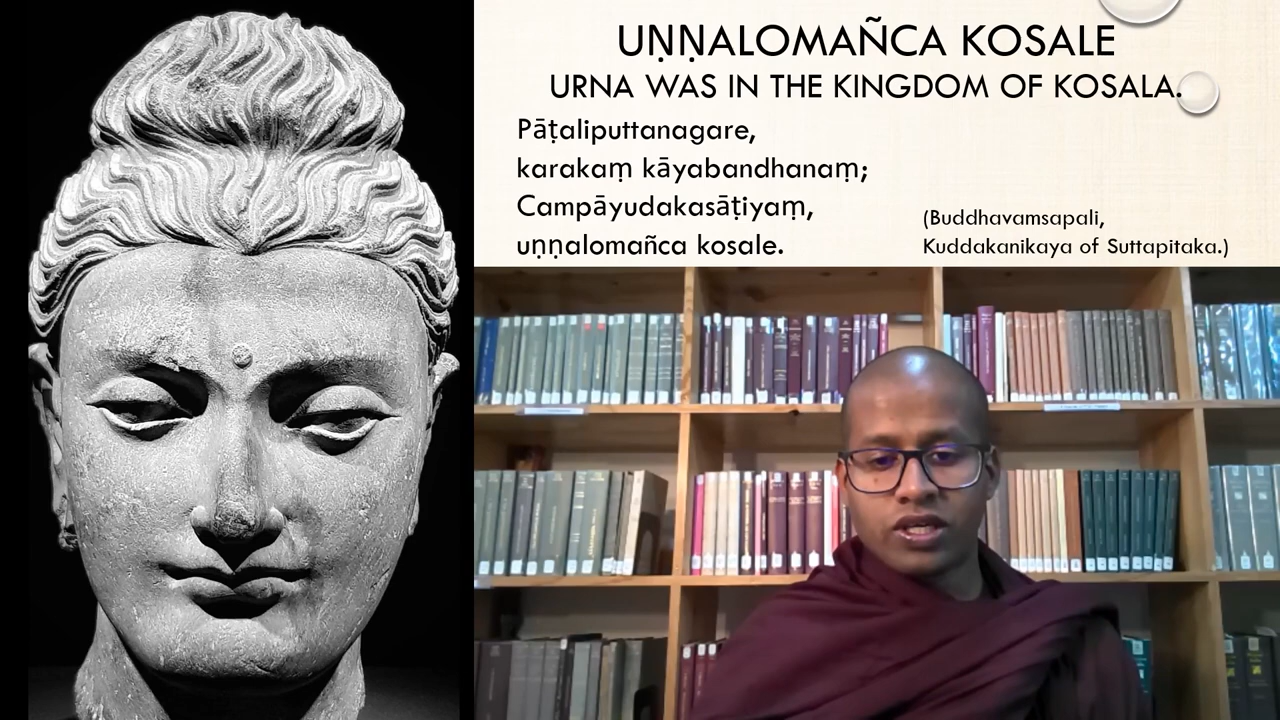 UṆṆALOMAÑCA KOSALE
URNA WAS IN THE KINGDOM OF KOSALA.
Pāṭaliputtanagare,
karakaṃ kāyabandhanaṃ;
Campāyudakasāṭiyaṃ,
uṇṇalomañca kosale.
(Buddhavamsapali,
Kuddakanikaya of Suttapitaka.)